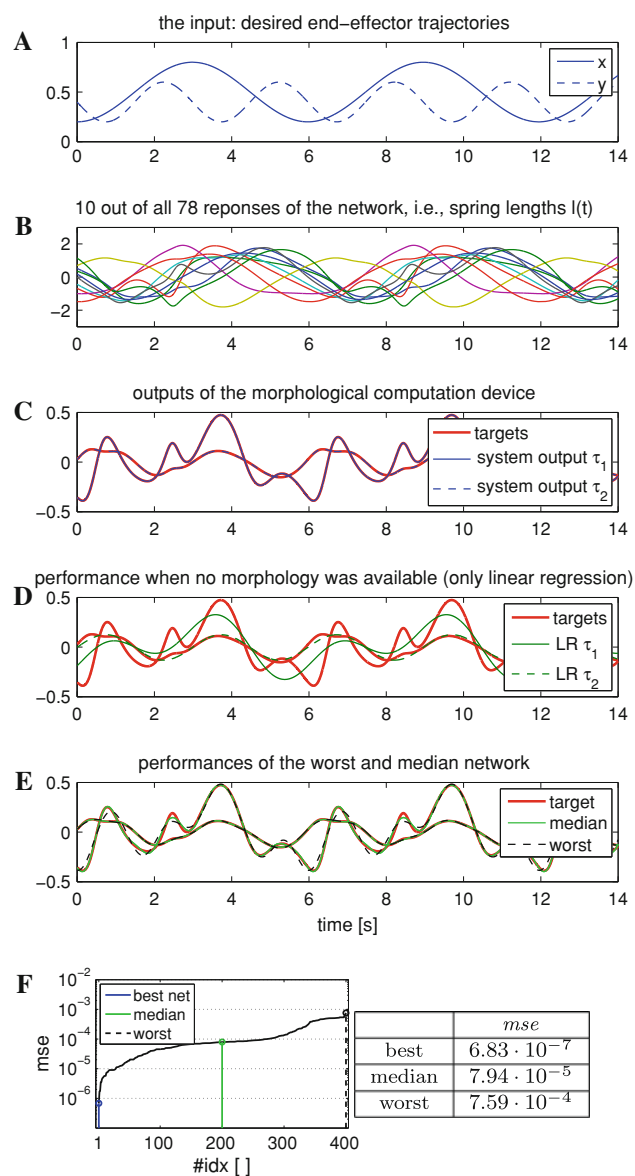 A
the input: desired end−effector trajectories
1
0.5
0
x
y
0 2 4 6 8 10 12 14
B
10 out of all 78 reponses of the network, i.e., spring lengths l(t)
2
0
−2
0 2 4 6 8 10 12 14
C
outputs of the morphological computation device
0.5
0
−0.5
targets
system output τ1
system output τ2
0 2 4 6 8 10 12 14
performance when no morphology was available (only linear regression)
D
0.5
0
−0.5
targets
LR τ1
LR τ2
0 2 4 6 8 10 12 14
E
performances of the worst and median network
0.5
0
−0.5
target
median
worst
0 2 4 6 8 10 12 14
time [s]
F
10−2
10−3
10−4
10−5
10−6
mse
best net
median
worst
1 100 200 300 400
#idx [ ]
mse
best 6.83 · 10−7
median 7.94 · 10−5
worst 7.59 · 10−4